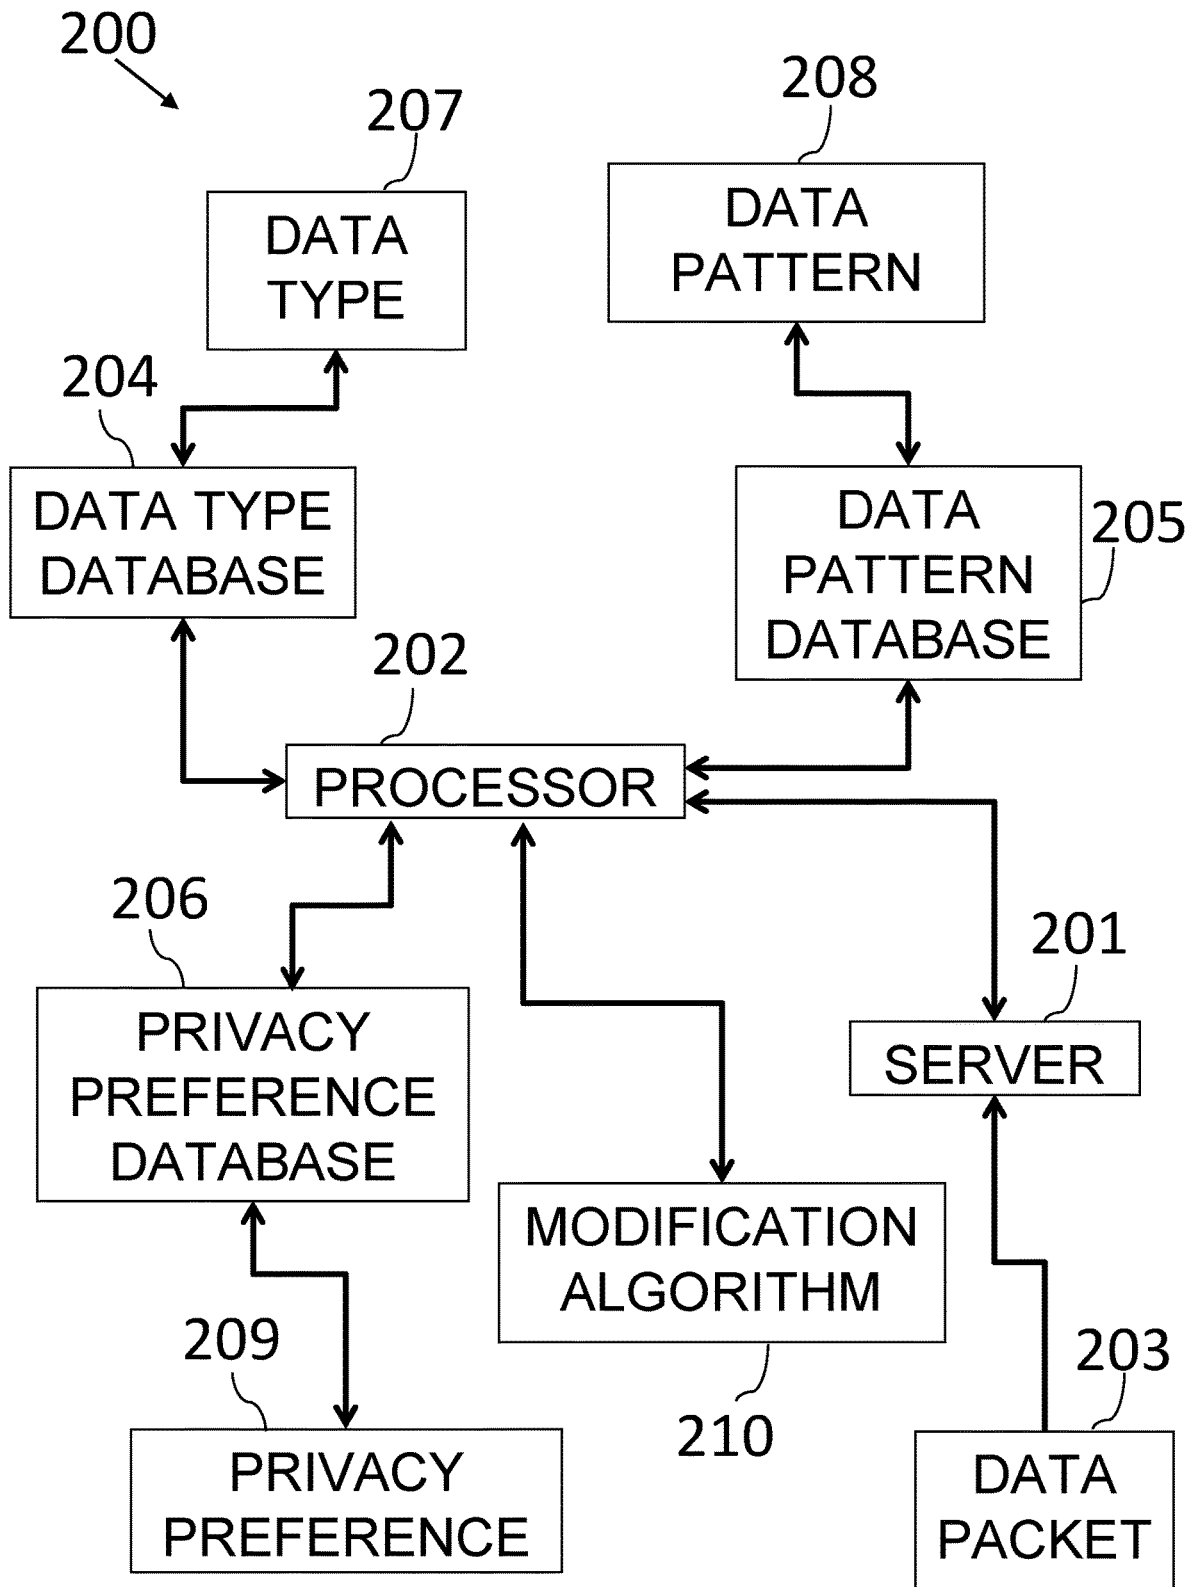 200
207
208
DATA
TYPE
DATA
PATTERN
204
DATA TYPE
DATABASE
DATA
PATTERN
DATABASE
205
202
PROCESSOR
206
PRIVACY
PREFERENCE
DATABASE
201
SERVER
MODIFICATION
ALGORITHM
210
209
PRIVACY
PREFERENCE
203
DATA
PACKET